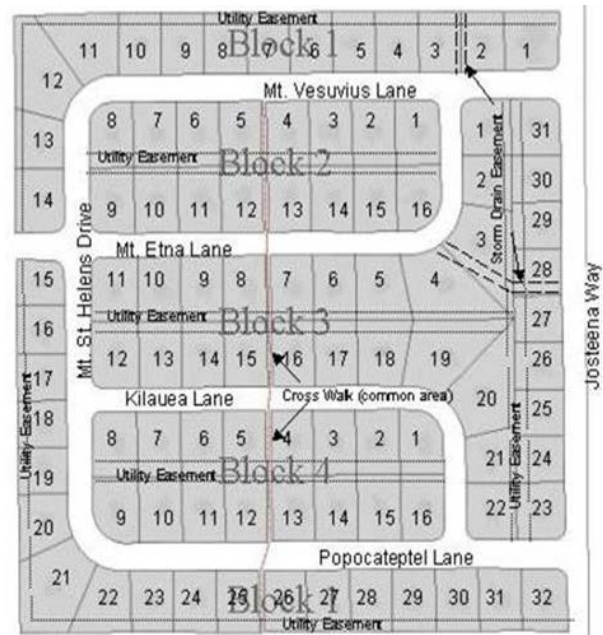 Utility Easement
Block 1
11 10 9 8 7 6 5 4 3 2 1
12
Mt. Vesuvius Lane
13
14
8 7 6 5 4 3 2 1
Utility Easement
Block 2
9 10 11 12 13 14 15 16
1 31
2 30
3 29
28
27
26
25
24
23
Storm Drain Easement
Mt. St. Helens Drive
Mt. Etna Lane
Josteena Way
15
16
17
18
19
20
21
Utility Easement
11 10 9 8 7 6 5 4
Utility Easement
Block 3
12 13 14 15 16 17 18 19
20
21
22
Utility Easement
Kilauea Lane
Cross Walk (common area)
8 7 6 5 4 3 2 1
Utility Easement
Block 4
9 10 11 12 13 14 15 16
Popocateptel Lane
22 23 24 25 26 27 28 29 30 31 32
Block 1
Utility Easement